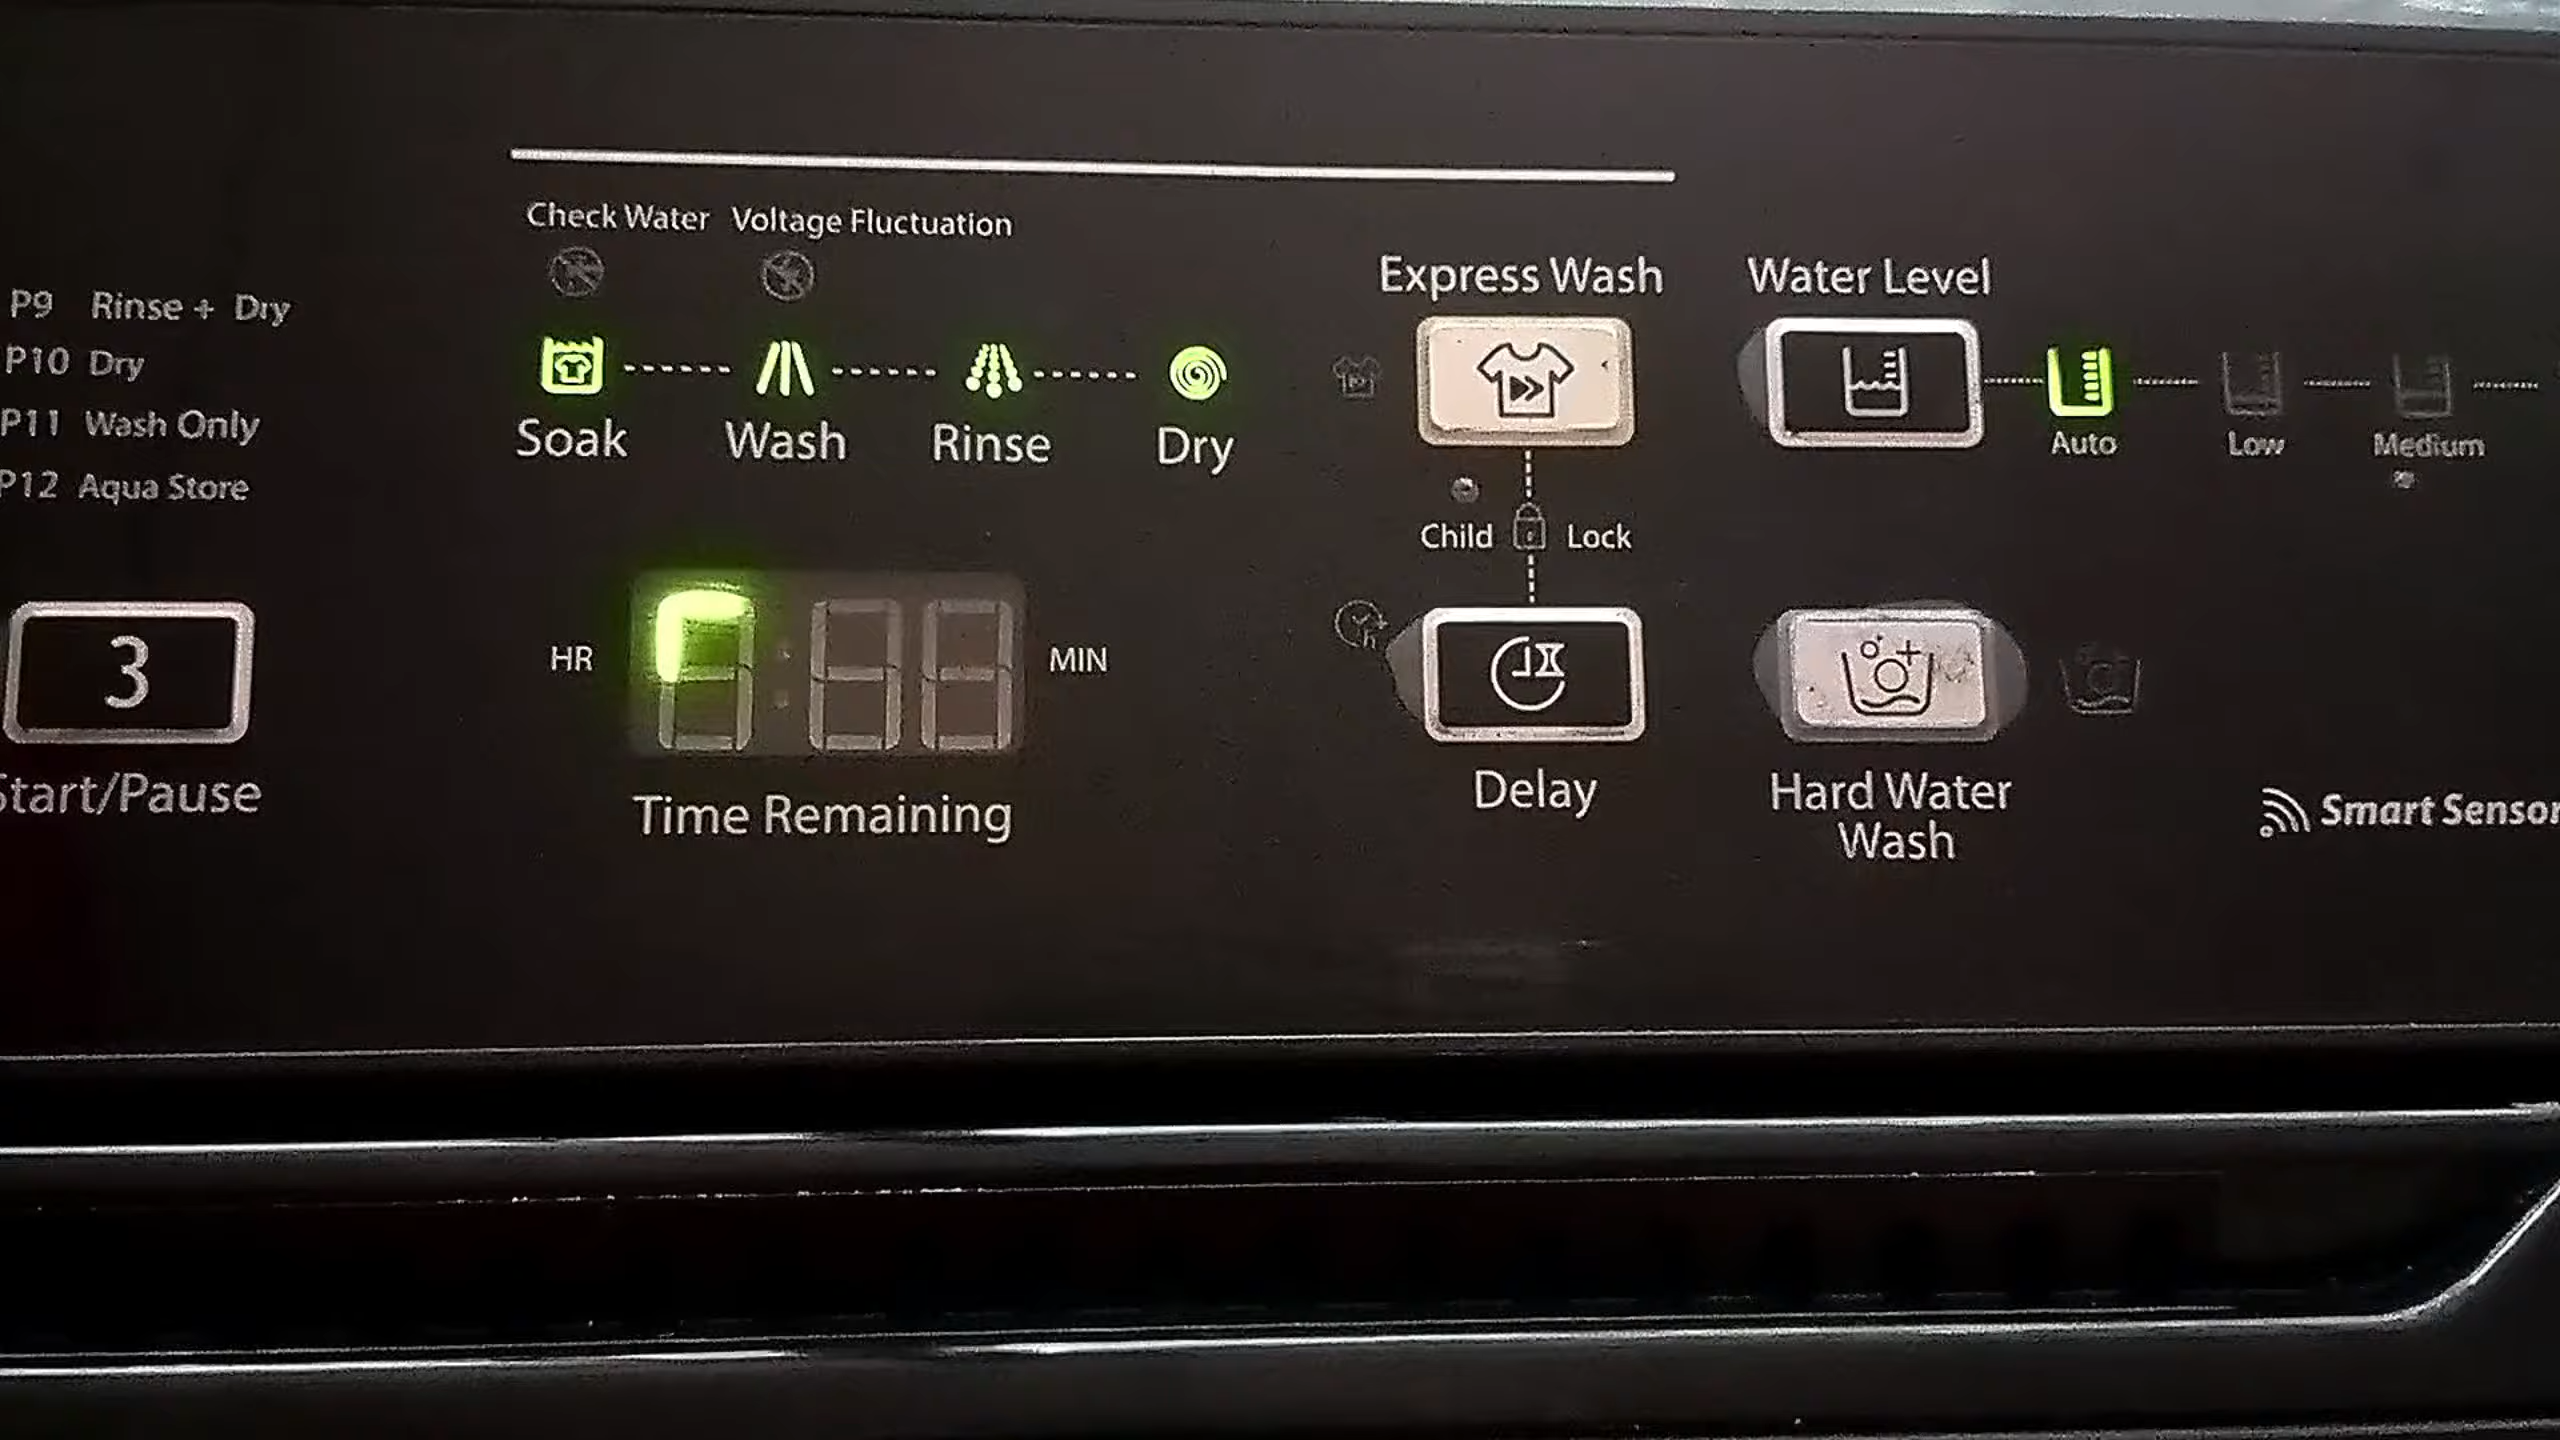 Check Water Voltage Fluctuation
P9 Rinse + Dry
P10 Dry
P11 Wash Only
P12 Aqua Store
Soak Wash Rinse Dry
Express Wash
Water Level
Auto Low Medium
Child Lock
3
Start/Pause
HR MIN
Time Remaining
Delay
Hard Water
Wash
Smart Sensor